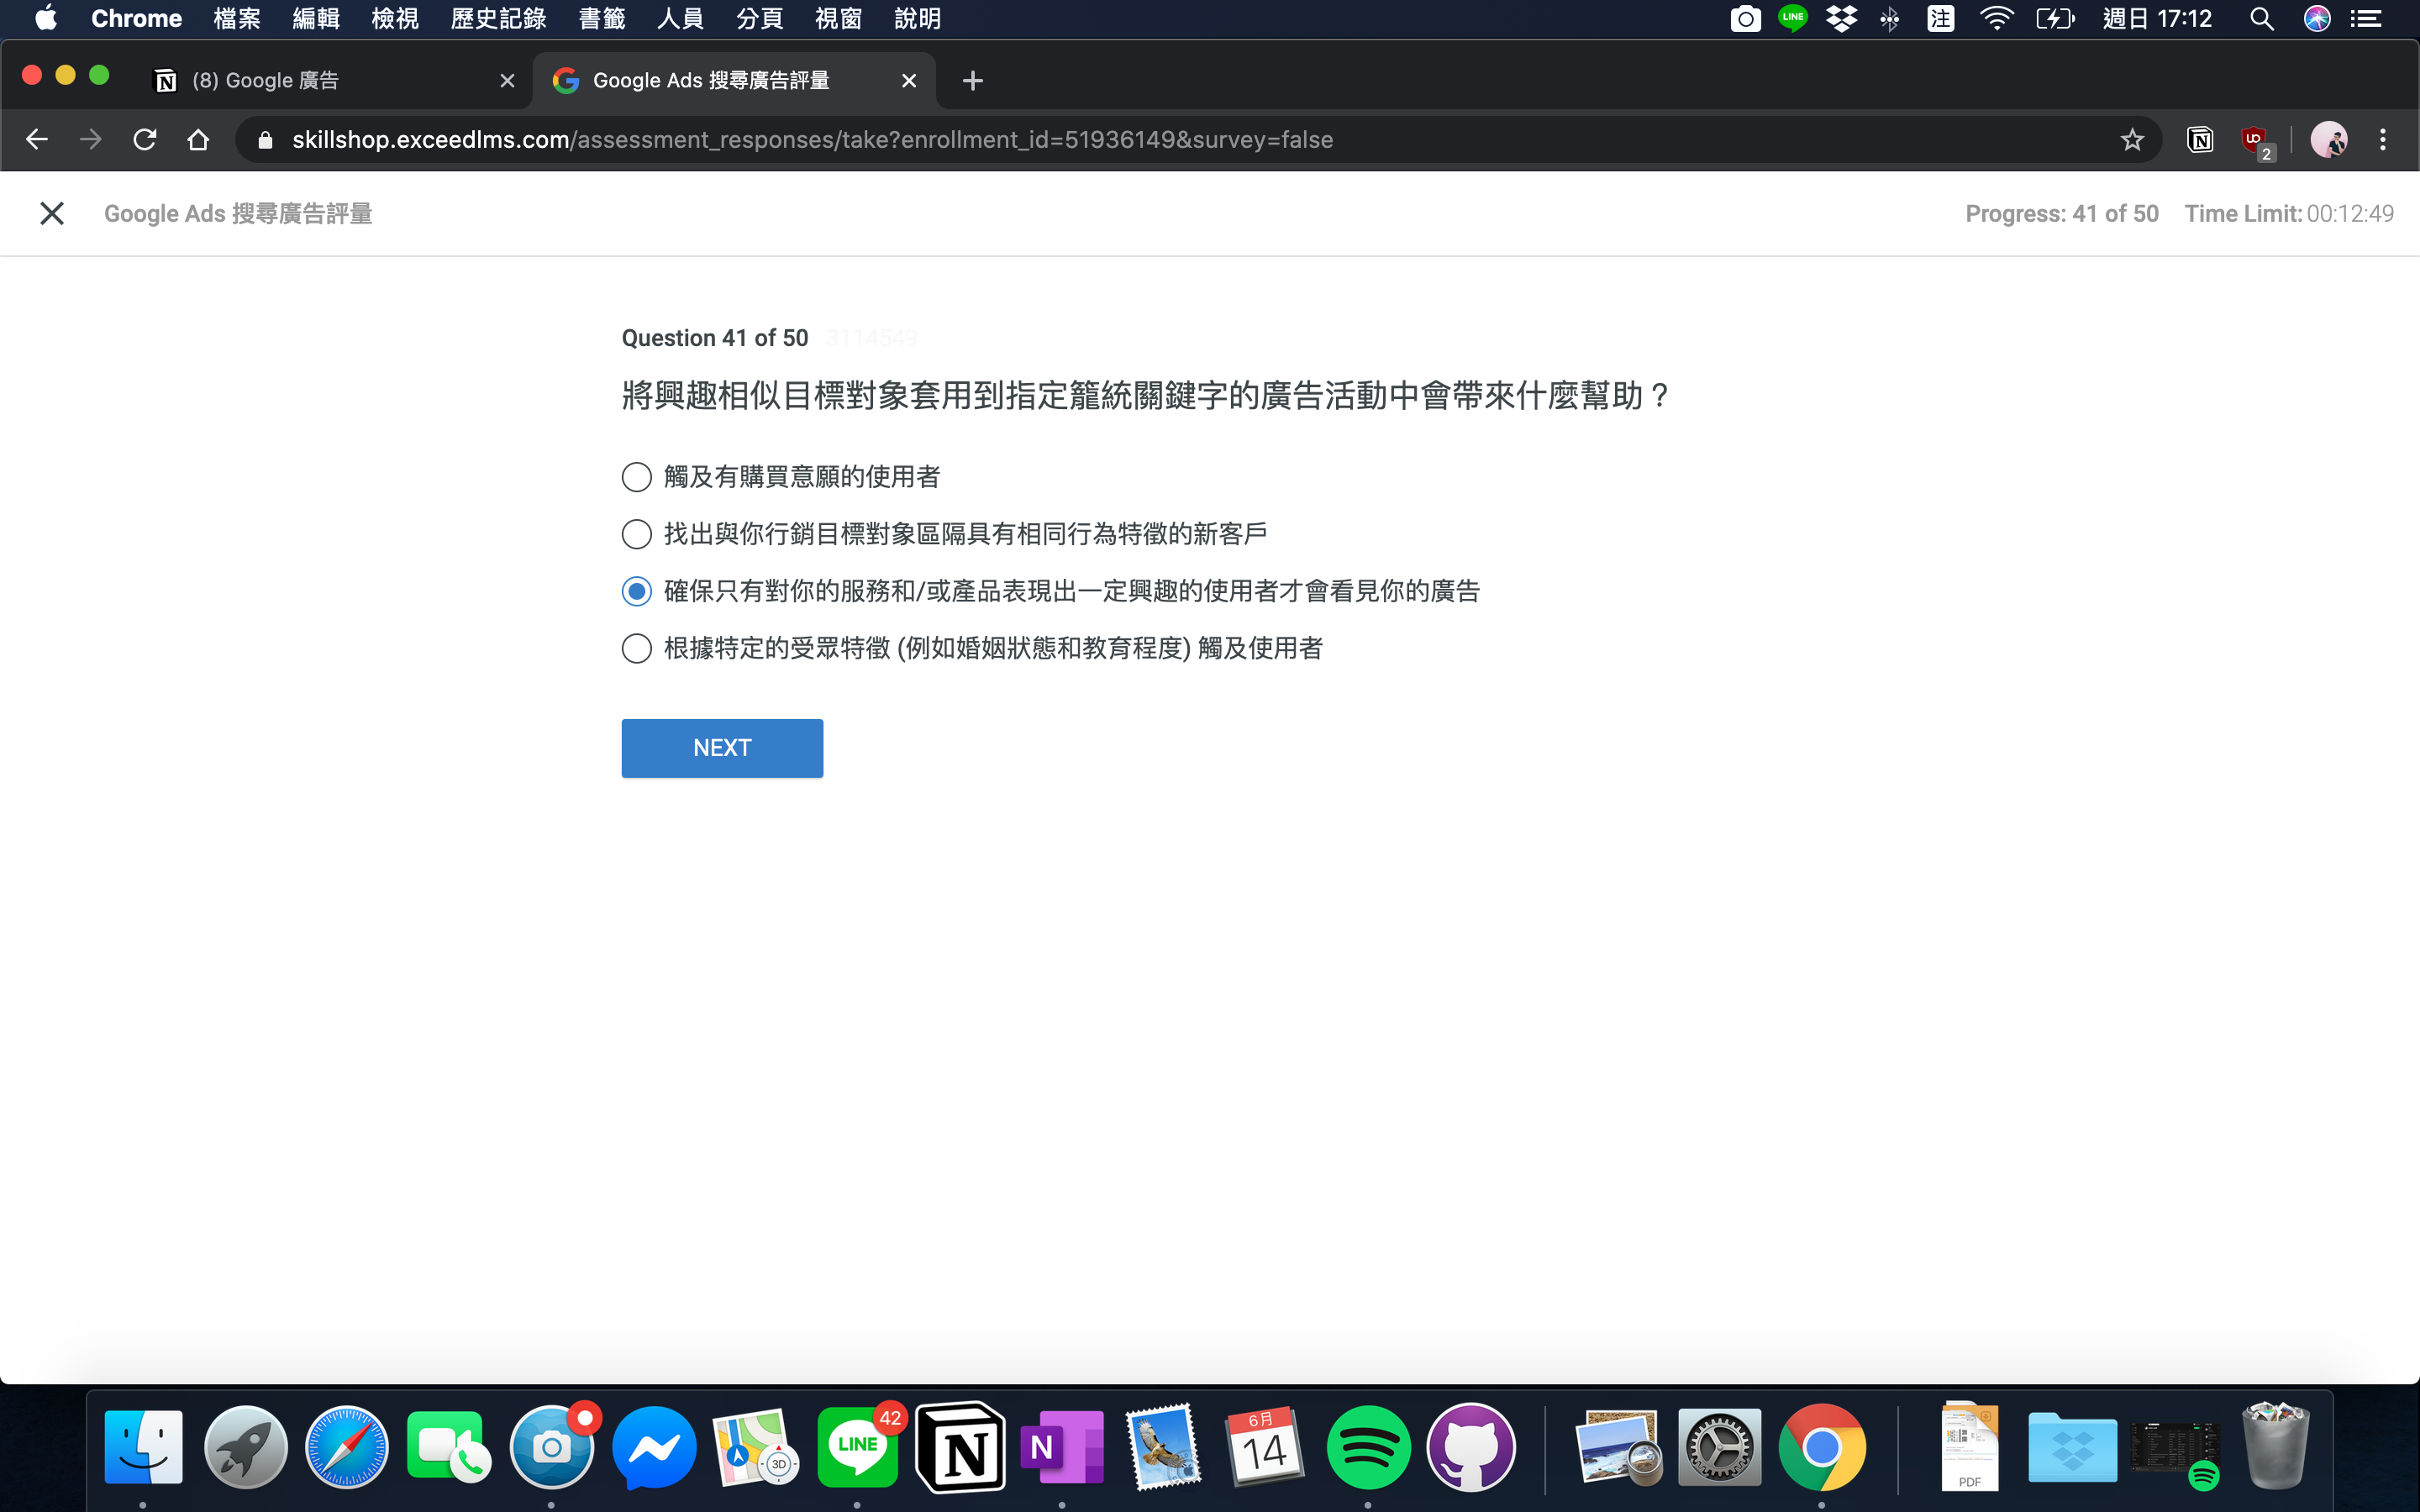 Chrome 檔案 編輯 檢視 歷史記錄 書籤 人員 分頁 視窗 說明 LINE 注 週日 17:12
(8) Google 廣告 Google Ads 搜尋廣告評量
skillshop.exceedlms.com/assessment_responses/take?enrollment_id=51936149&survey=false 2
Google Ads 搜尋廣告評量 Progress: 41 of 50 Time Limit: 00:12:49
Question 41 of 50 3114549
將興趣相似目標對象套用到指定籠統關鍵字的廣告活動中會帶來什麼幫助？
觸及有購買意願的使用者
找出與你行銷目標對象區隔具有相同行為特徵的新客戶
確保只有對你的服務和/或產品表現出一定興趣的使用者才會看見你的廣告
根據特定的受眾特徵 (例如婚姻狀態和教育程度) 觸及使用者
NEXT
3D LINE 42 N N 6月 14 PDF